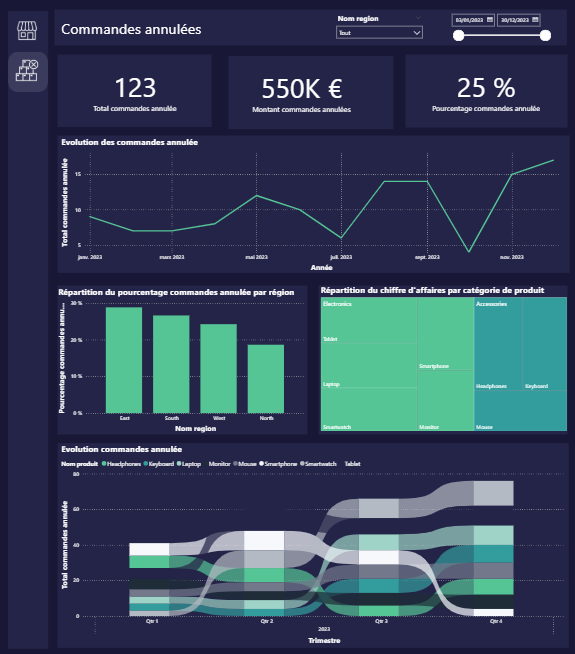 Commandes annulées
Nom region
Tout
03/01/2023
30/12/2023
123
Total commandes annulée
550K €
Montant commandes annulées
25 %
Pourcentage commandes annulée
Evolution des commandes annulée
Total commandes annulée
15
10
5
janv. 2023
mars 2023
mai 2023
juil. 2023
sept. 2023
nov. 2023
Année
Répartition du pourcentage commandes annulée par région
Pourcentage commandes annu...
30 %
20 %
10 %
0 %
East
South
West
North
Nom region
Répartition du chiffre d'affaires par catégorie de produit
Electronics
Tablet
Laptop
Smartwatch
Smartphone
Monitor
Accessories
Headphones
Keyboard
Mouse
Evolution commandes annulée
Nom produit Headphones Keyboard Laptop Monitor Mouse Smartphone Smartwatch Tablet
Total commandes annulée
80
60
40
20
0
Qtr 1
Qtr 2
Qtr 3
Qtr 4
2023
Trimestre